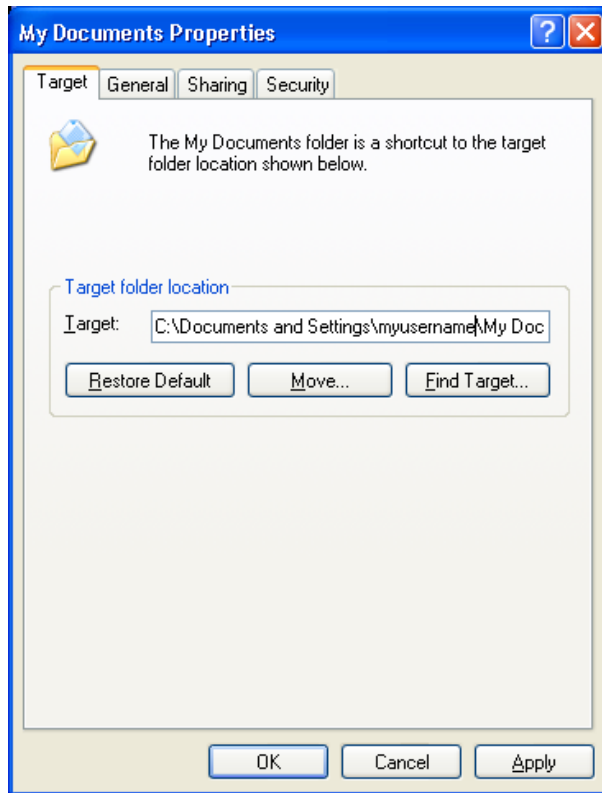 My Documents Properties
Target General Sharing Security
The My Documents folder is a shortcut to the target
folder location shown below.
Target folder location
Target: C:\Documents and Settings\myusername\My Doc
Restore Default Move... Find Target...
OK Cancel Apply